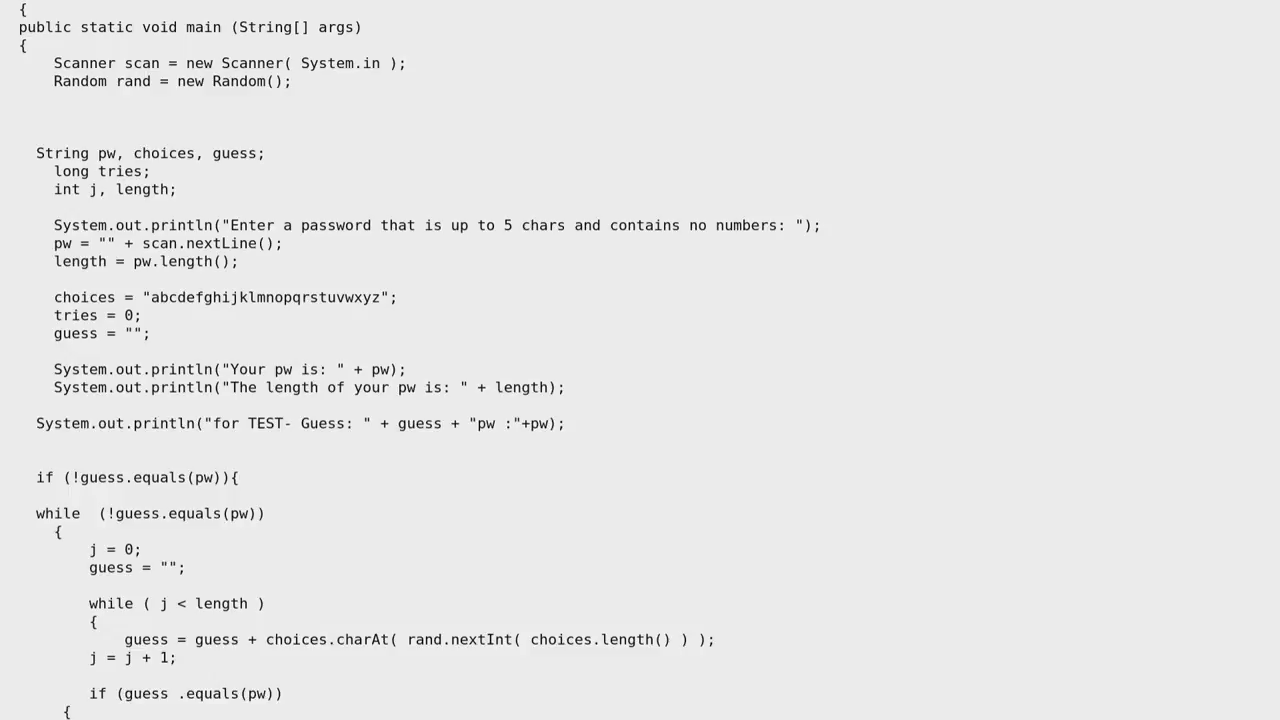 {
public static void main (String[] args)
{
Scanner scan = new Scanner( System.in );
Random rand = new Random();
String pw, choices, guess;
long tries;
int j, length;
System.out.println("Enter a password that is up to 5 chars and contains no numbers: ");
pw = "" + scan.nextLine();
length = pw.length();
choices = "abcdefghijklmnopqrstuvwxyz";
tries = 0;
guess = "";
System.out.println("Your pw is: " + pw);
System.out.println("The length of your pw is: " + length);
System.out.println("for TEST- Guess: " + guess + "pw :"+pw);
if (!guess.equals(pw)){
while  (!guess.equals(pw))
{
j = 0;
guess = "";
while ( j < length )
{
guess = guess + choices.charAt( rand.nextInt( choices.length() ) );
j = j + 1;
if (guess .equals(pw))
{